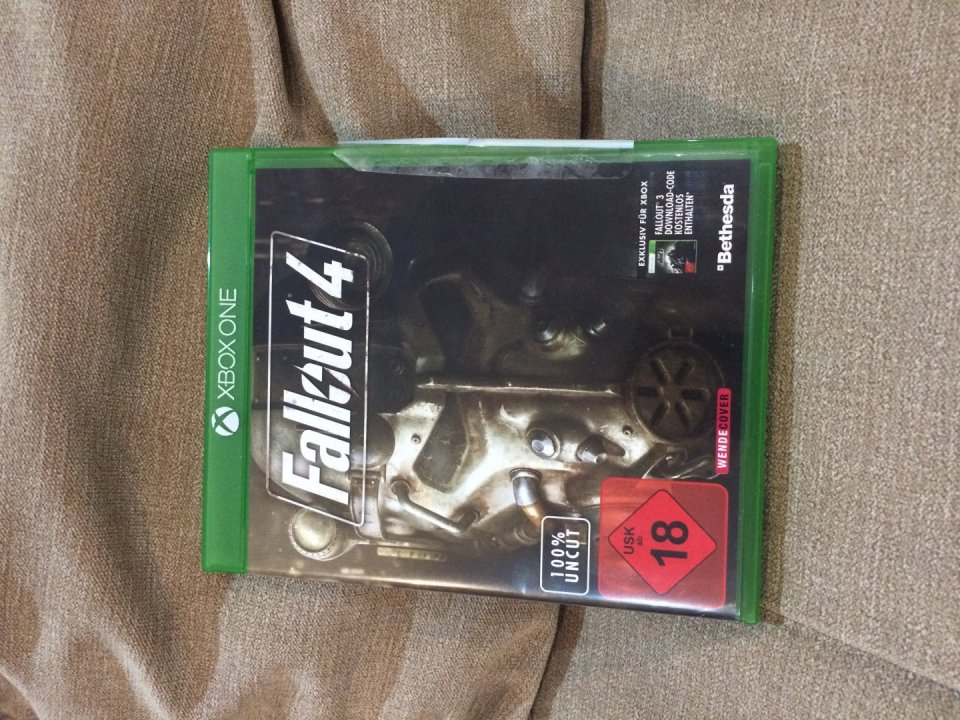 XBOX ONE
Fallout 4
100%
UNCUT
USK
ab
18
WENDECOVER
EXKLUSIV FÜR XBOX
FALLOUT® 3
DOWNLOAD-CODE
KOSTENLOS
ENTHALTEN*
Bethesda